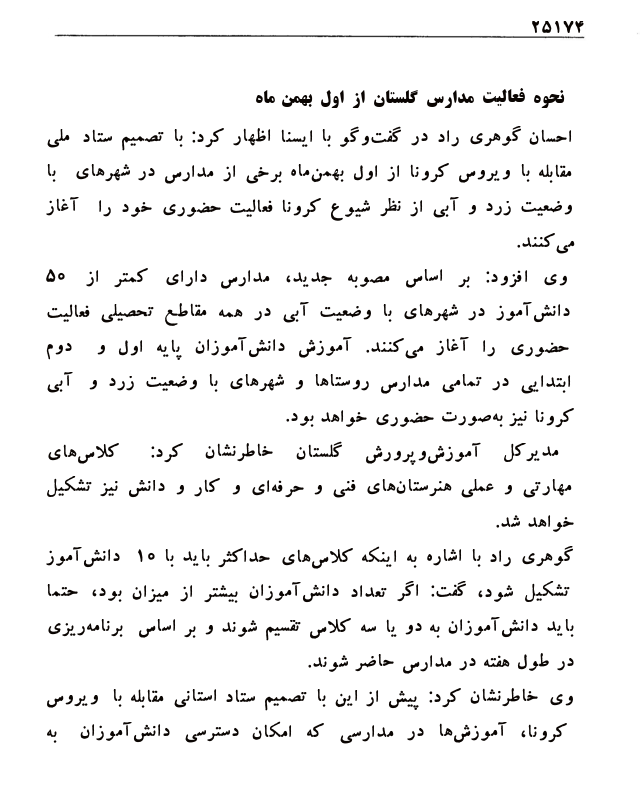 ۲۵۱۷۴
نحوه فعالیت مدارس گلستان از اول بهمن ماه
احسان گوهری راد در گفت‌وگو با ایسنا اظهار کرد: با تصمیم ستاد ملی
مقابله با ویروس کرونا از اول بهمن‌ماه برخی از مدارس در شهرهای با
وضعیت زرد و آبی از نظر شیوع کرونا فعالیت حضوری خود را آغاز
می‌کنند.
وی افزود: بر اساس مصوبه جدید، مدارس دارای کمتر از ۵۰
دانش‌آموز در شهرهای با وضعیت آبی در همه مقاطع تحصیلی فعالیت
حضوری را آغاز می‌کنند. آموزش دانش‌آموزان پایه اول و دوم
ابتدایی در تمامی مدارس روستاها و شهرهای با وضعیت زرد و آبی
کرونا نیز به‌صورت حضوری خواهد بود.
مدیرکل آموزش‌وپرورش گلستان خاطرنشان کرد: کلاس‌های
مهارتی و عملی هنرستان‌های فنی و حرفه‌ای و کار و دانش نیز تشکیل
خواهد شد.
گوهری راد با اشاره به اینکه کلاس‌های حداکثر باید با ۱۰ دانش‌آموز
تشکیل شود، گفت: اگر تعداد دانش‌آموزان بیشتر از میزان بود، حتما
باید دانش‌آموزان به دو یا سه کلاس تقسیم شوند و بر اساس برنامه‌ریزی
در طول هفته در مدارس حاضر شوند.
وی خاطرنشان کرد: پیش از این با تصمیم ستاد استانی مقابله با ویروس
کرونا، آموزش‌ها در مدارسی که امکان دسترسی دانش‌آموزان به